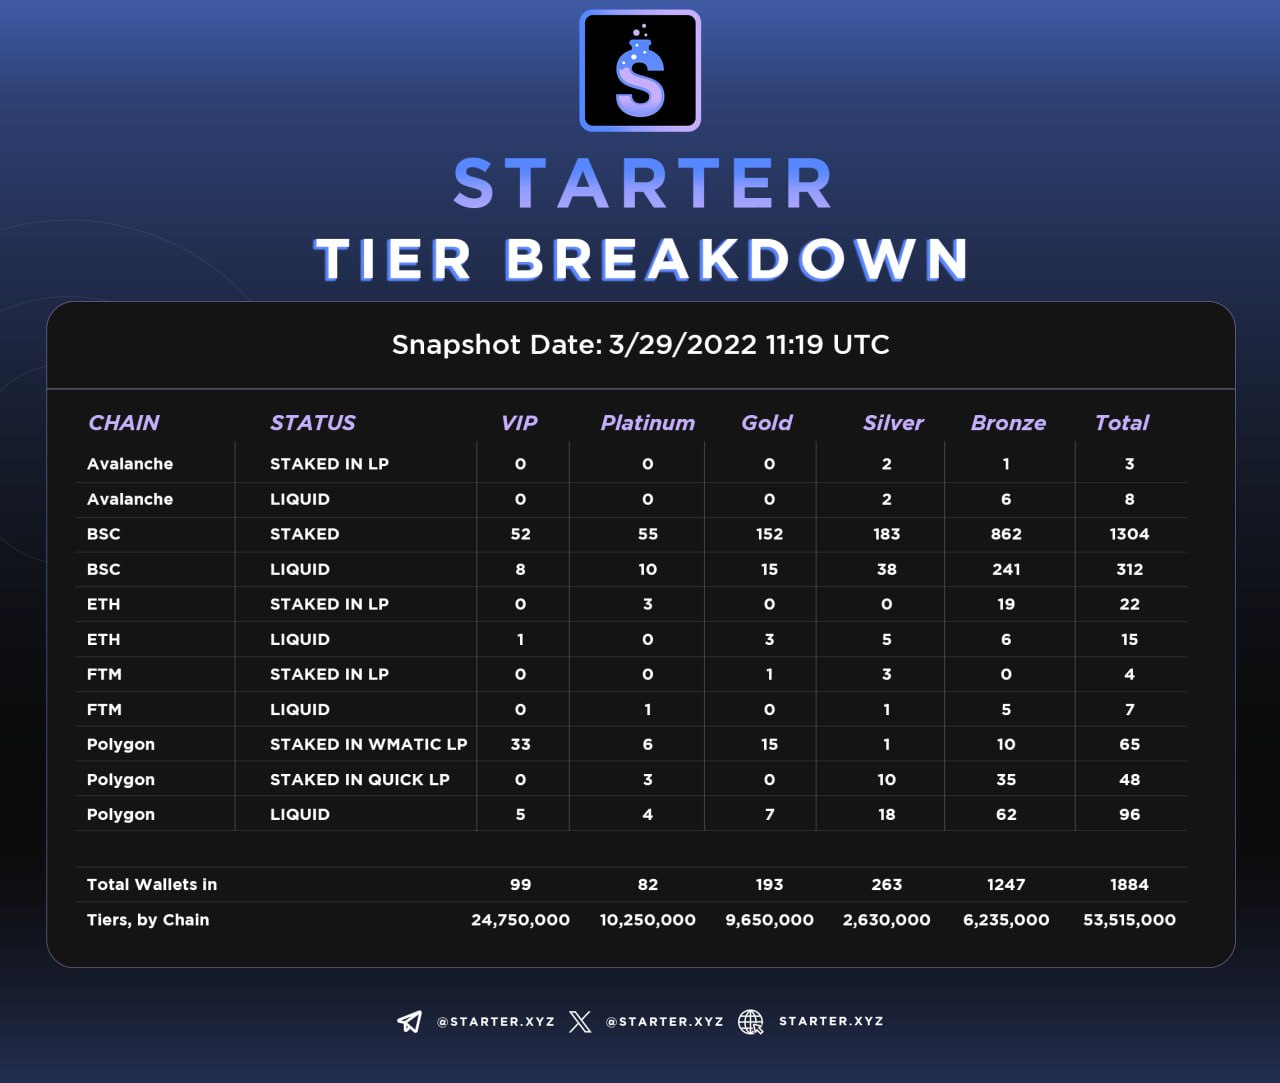 S
STARTER
TIER BREAKDOWN
Snapshot Date: 3/29/2022 11:19 UTC
CHAIN STATUS VIP Platinum Gold Silver Bronze Total
Avalanche STAKED IN LP 0 0 0 2 1 3
Avalanche LIQUID 0 0 0 2 6 8
BSC STAKED 52 55 152 183 862 1304
BSC LIQUID 8 10 15 38 241 312
ETH STAKED IN LP 0 3 0 0 19 22
ETH LIQUID 1 0 3 5 6 15
FTM STAKED IN LP 0 0 1 3 0 4
FTM LIQUID 0 1 0 1 5 7
Polygon STAKED IN WMATIC LP 33 6 15 1 10 65
Polygon STAKED IN QUICK LP 0 3 0 10 35 48
Polygon LIQUID 5 4 7 18 62 96
Total Wallets in 99 82 193 263 1247 1884
Tiers, by Chain 24,750,000 10,250,000 9,650,000 2,630,000 6,235,000 53,515,000
@STARTER.XYZ @STARTER.XYZ STARTER.XYZ